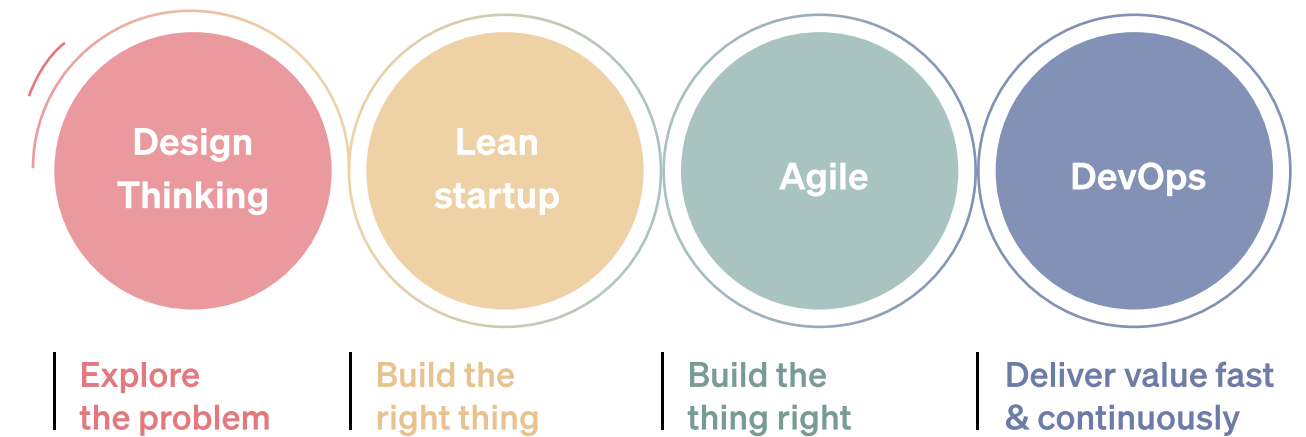 Design
Thinking
Lean
startup
Agile
DevOps
Explore
the problem
Build the
right thing
Build the
thing right
Deliver value fast
& continuously